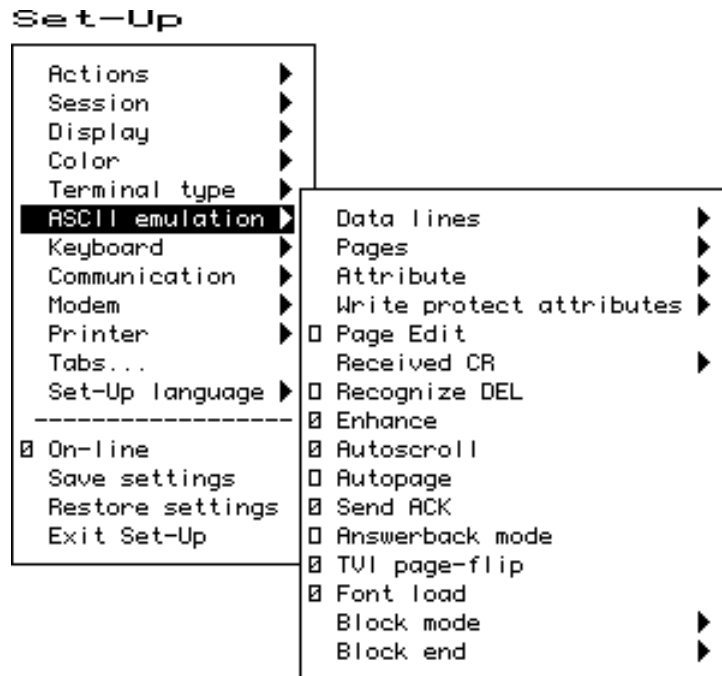 Set-Up
Actions
Session
Display
Color
Terminal type
ASCII emulation
Keyboard
Communication
Modem
Printer
Tabs...
Set-Up language
------------------
On-line
Save settings
Restore settings
Exit Set-Up
Data lines
Pages
Attribute
Write protect attributes
Page Edit
Received CR
Recognize DEL
Enhance
Autoscroll
Autopage
Send ACK
Answerback mode
TVI page-flip
Font load
Block mode
Block end